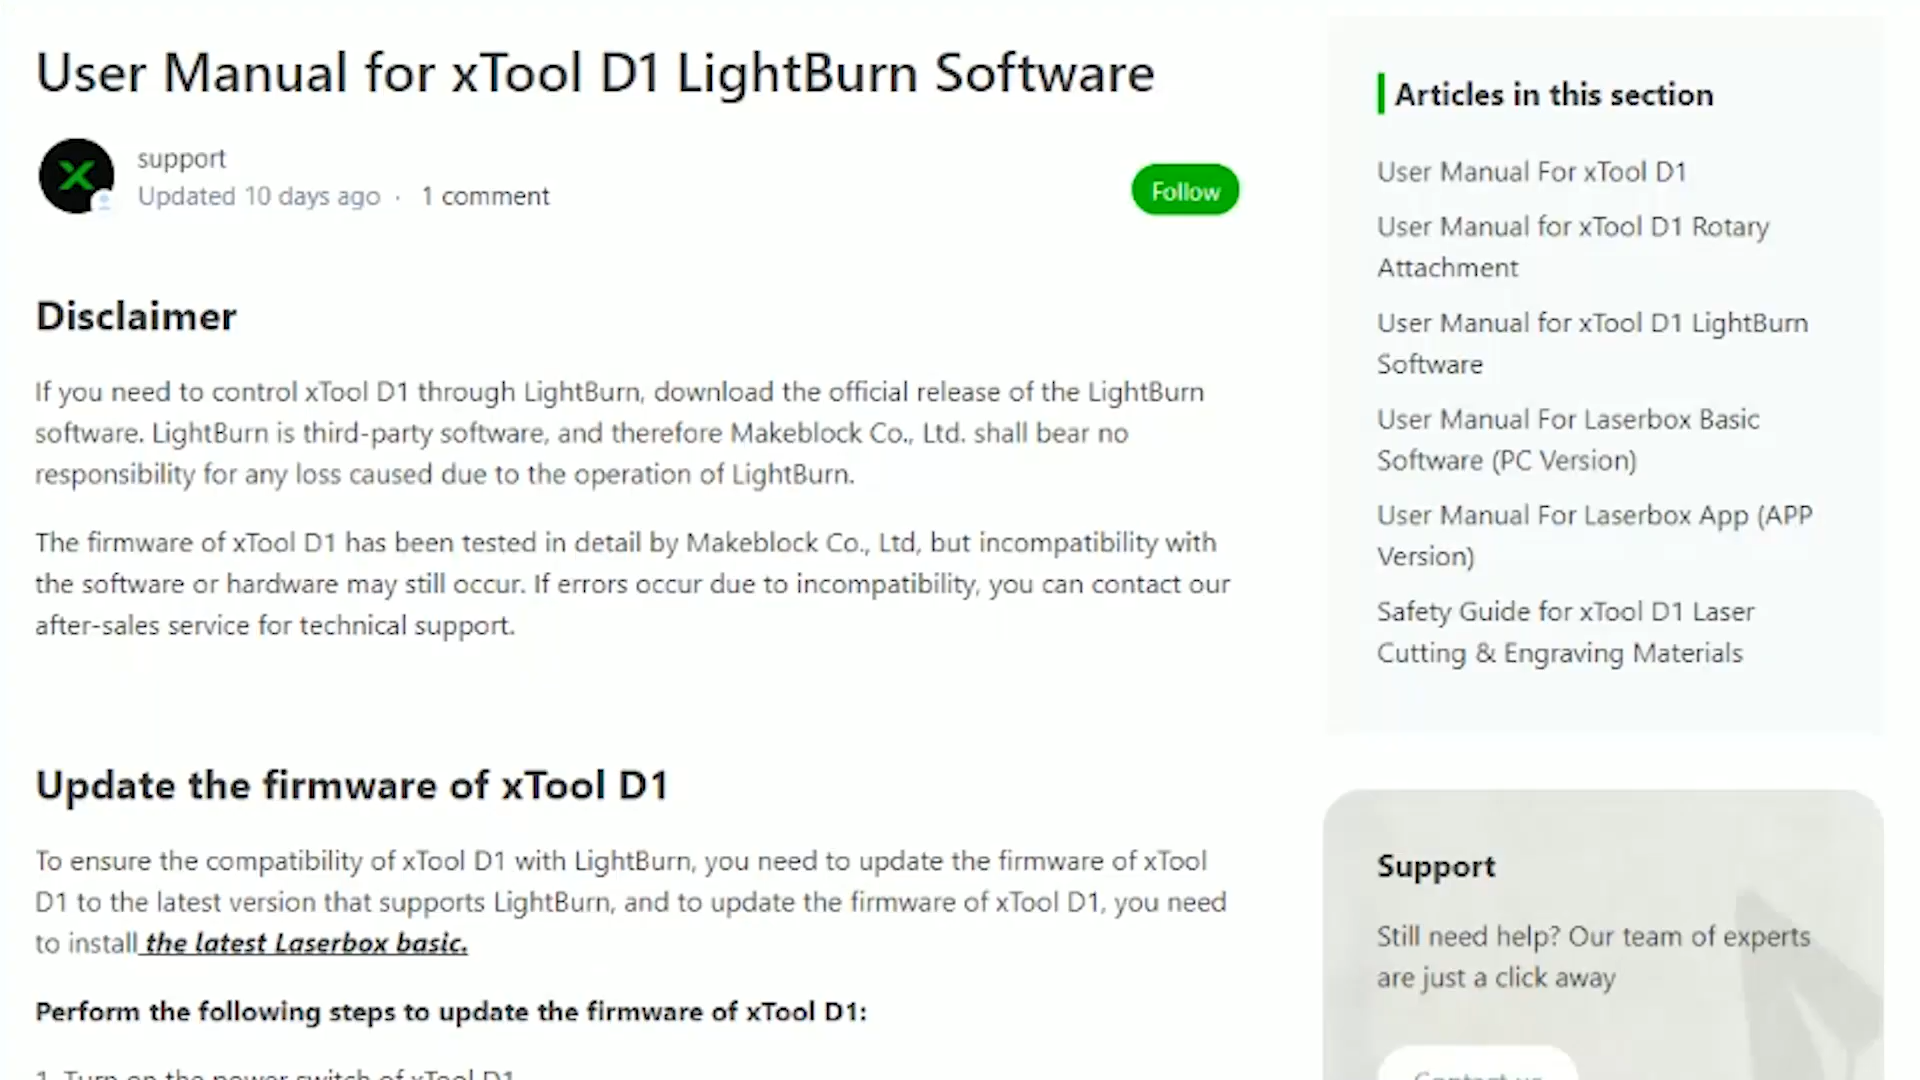 User Manual for xTool D1 LightBurn Software
support
Updated 10 days ago · 1 comment
Follow
Disclaimer
If you need to control xTool D1 through LightBurn, download the official release of the LightBurn
software. LightBurn is third-party software, and therefore Makeblock Co., Ltd. shall bear no
responsibility for any loss caused due to the operation of LightBurn.
The firmware of xTool D1 has been tested in detail by Makeblock Co., Ltd, but incompatibility with
the software or hardware may still occur. If errors occur due to incompatibility, you can contact our
after-sales service for technical support.
Update the firmware of xTool D1
To ensure the compatibility of xTool D1 with LightBurn, you need to update the firmware of xTool
D1 to the latest version that supports LightBurn, and to update the firmware of xTool D1, you need
to install the latest Laserbox basic.
Perform the following steps to update the firmware of xTool D1:
1. Turn on the power switch of xTool D1
Articles in this section
User Manual For xTool D1
User Manual for xTool D1 Rotary
Attachment
User Manual for xTool D1 LightBurn
Software
User Manual For Laserbox Basic
Software (PC Version)
User Manual For Laserbox App (APP
Version)
Safety Guide for xTool D1 Laser
Cutting & Engraving Materials
Support
Still need help? Our team of experts
are just a click away
Contact us